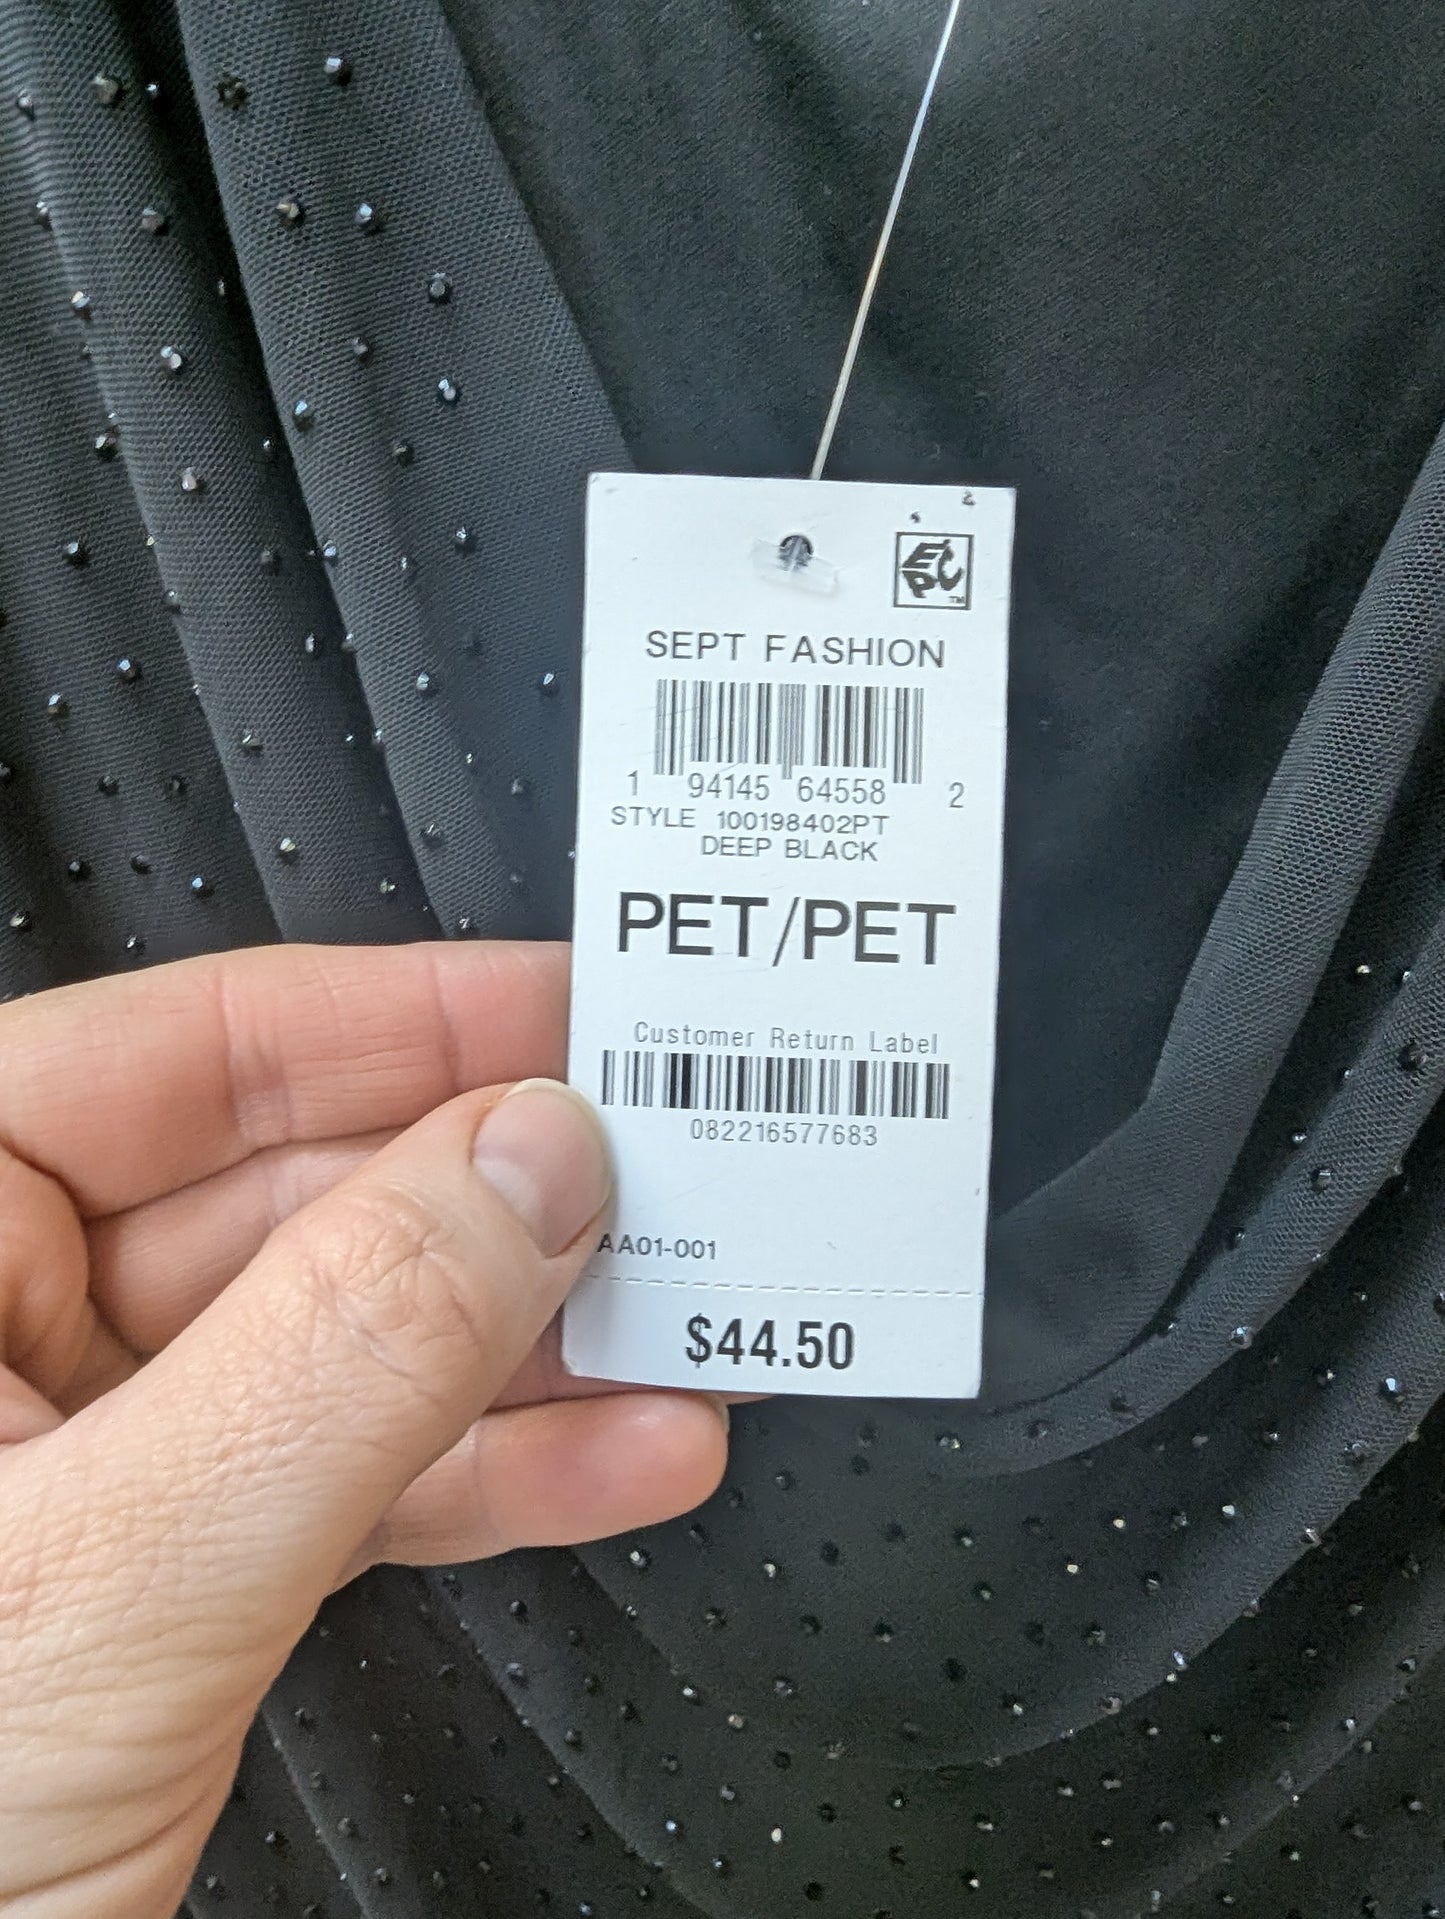 EPC™
SEPT FASHION
1 94145 64558 2
STYLE 100198402PT
DEEP BLACK
PET/PET
Customer Return Label
082216577683
AA01-001
$44.50